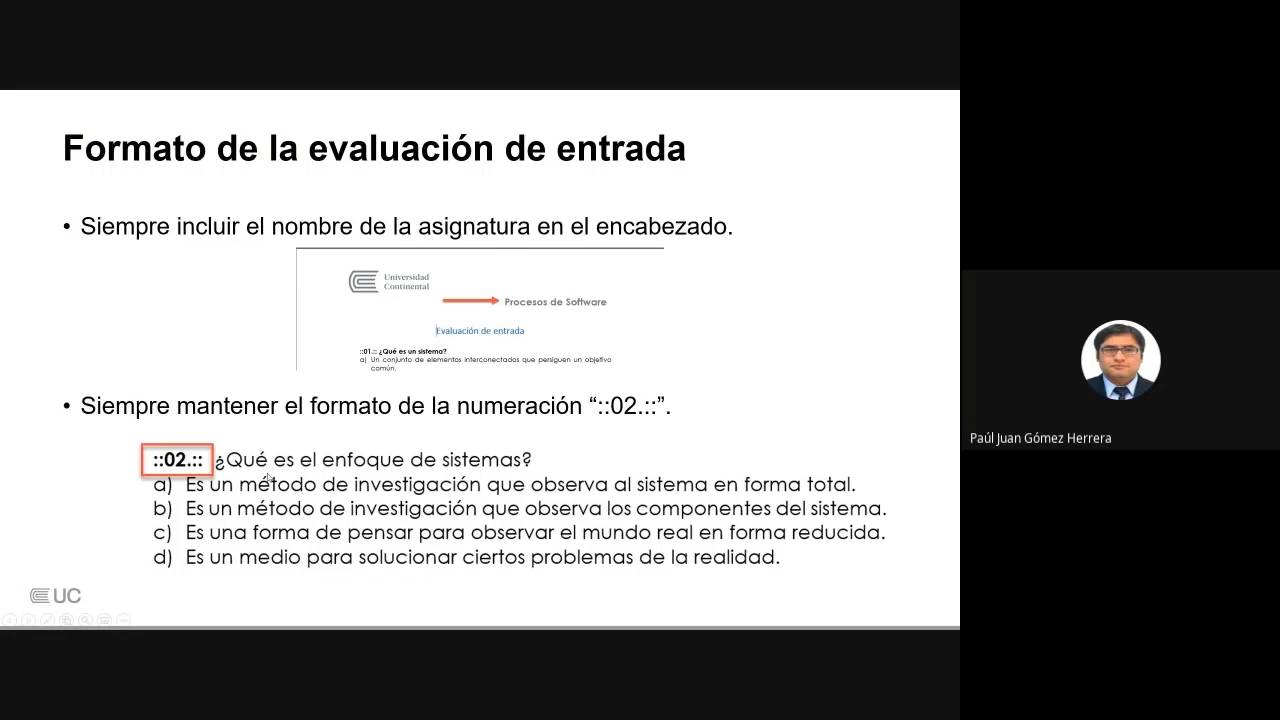 Formato de la evaluación de entrada
• Siempre incluir el nombre de la asignatura en el encabezado.
Universidad
Continental
Procesos de Software
Evaluación de entrada
::01.:: ¿Qué es un sistema?
a) Un conjunto de elementos interconectados que persiguen un objetivo
común.
• Siempre mantener el formato de la numeración “::02.::”.
::02.:: ¿Qué es el enfoque de sistemas?
a) Es un método de investigación que observa al sistema en forma total.
b) Es un método de investigación que observa los componentes del sistema.
c) Es una forma de pensar para observar el mundo real en forma reducida.
d) Es un medio para solucionar ciertos problemas de la realidad.
UC
Paúl Juan Gómez Herrera